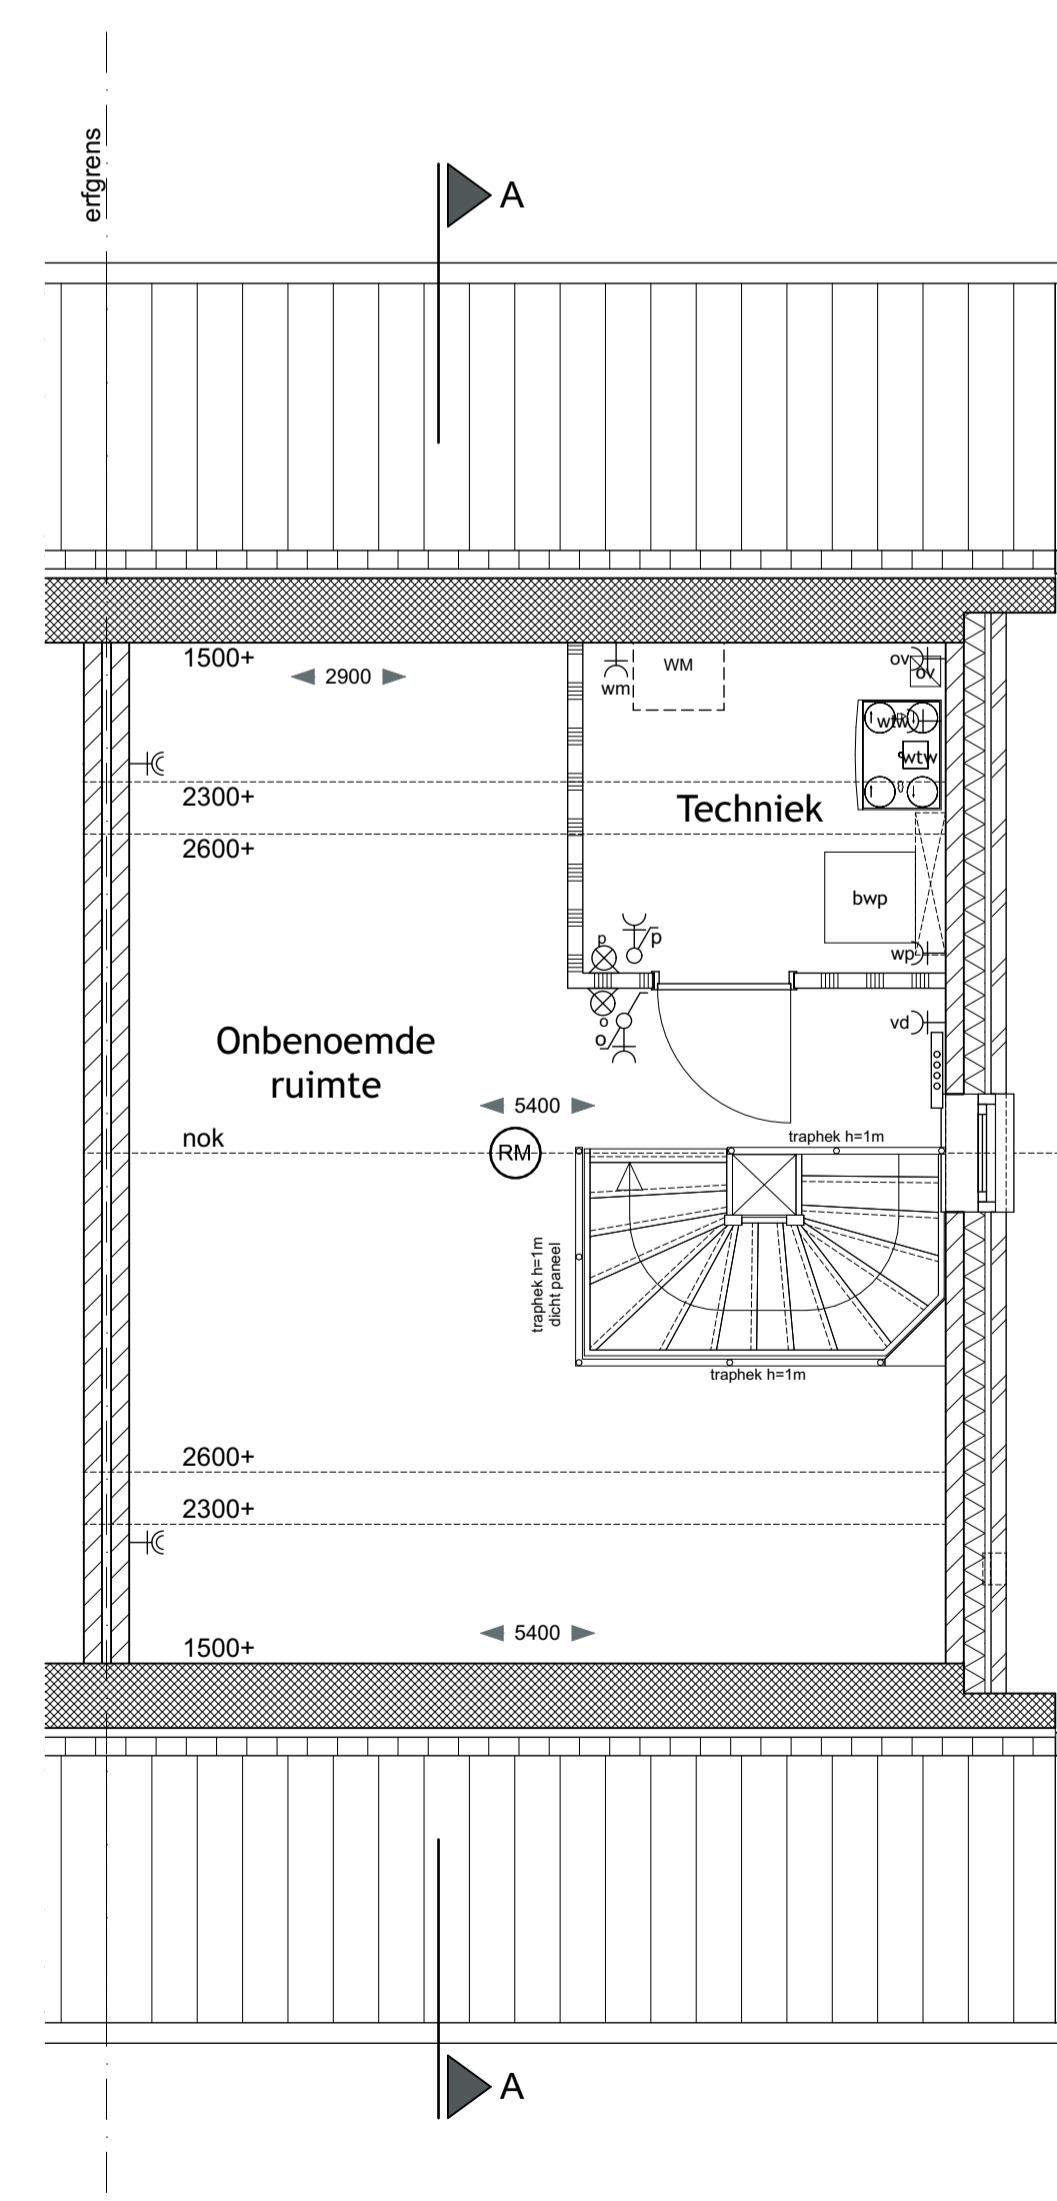 erfgrens
A
1500+
2900
wm
WM
ov
ov
wtw
wtw
2300+
Techniek
2600+
bwp
p
p
wp
vd
o
o
Onbenoemde
ruimte
5400
nok
RM
traphek h=1m
traphek h=1m
dicht paneel
traphek h=1m
2600+
2300+
5400
1500+
A